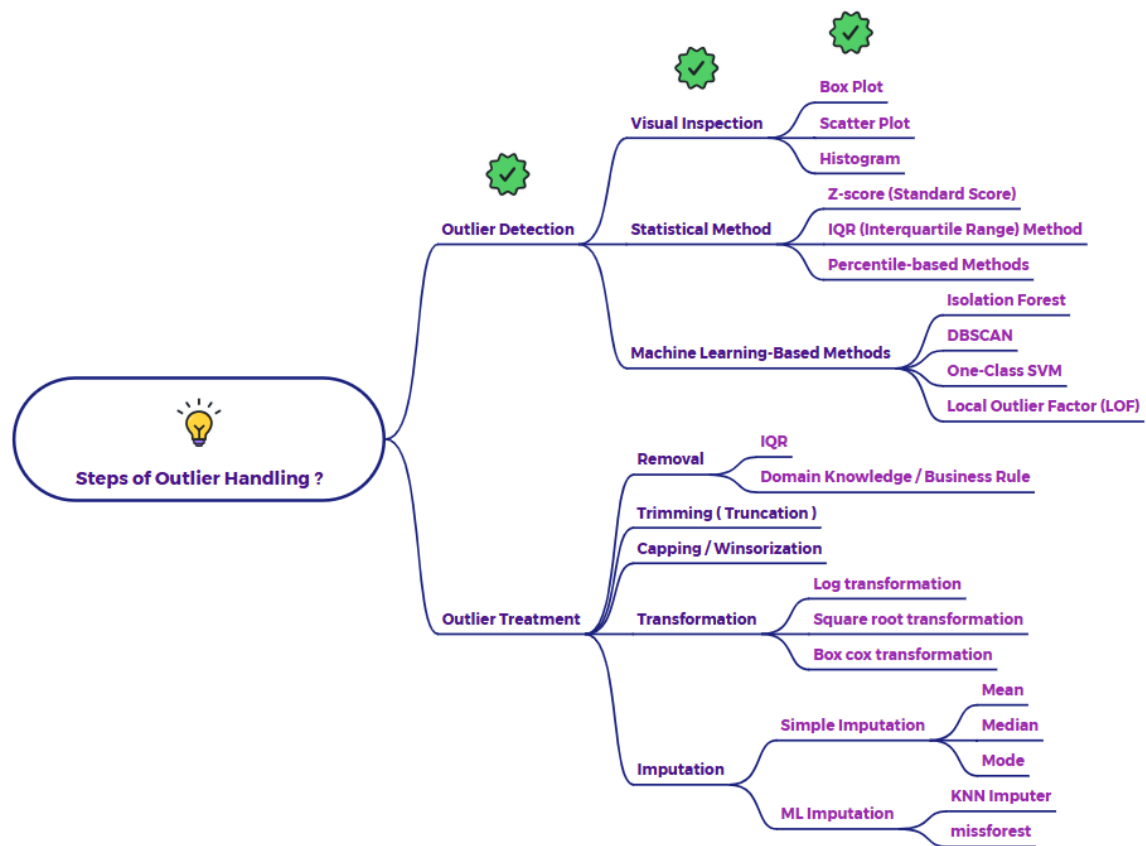 Steps of Outlier Handling ?
Outlier Detection
Visual Inspection
Box Plot
Scatter Plot
Histogram
Statistical Method
Z-score (Standard Score)
IQR (Interquartile Range) Method
Percentile-based Methods
Machine Learning-Based Methods
Isolation Forest
DBSCAN
One-Class SVM
Local Outlier Factor (LOF)
Outlier Treatment
Removal
IQR
Domain Knowledge / Business Rule
Trimming ( Truncation )
Capping / Winsorization
Transformation
Log transformation
Square root transformation
Box cox transformation
Imputation
Simple Imputation
Mean
Median
Mode
ML Imputation
KNN Imputer
missforest